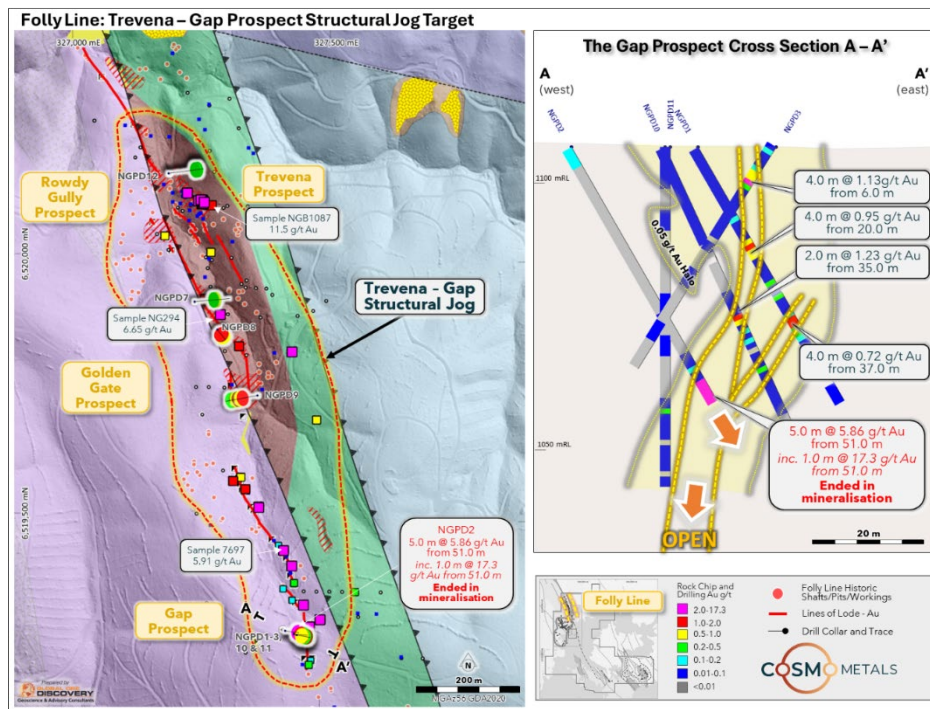 Folly Line: Trevena – Gap Prospect Structural Jog Target
327,000 mE
327,500 mE
6,520,000 mN
6,519,500 mN
NGPD12
Rowdy
Gully
Prospect
Trevena
Prospect
Sample NGB1087
11.5 g/t Au
Trevena – Gap
Structural Jog
NGPD7
Sample NG294
6.65 g/t Au
NGPD8
Golden
Gate
Prospect
NGPD9
Sample 7697
5.91 g/t Au
NGPD2
5.0 m @ 5.86 g/t Au
from 51.0 m
inc. 1.0 m @ 17.3
g/t Au from 51.0 m
Ended in
mineralisation
Gap
Prospect
A
NGPD1-3
10 & 11
A'
N
200 m
MGAz56 GDA2020
Prepared by
GLOBAL ORE
DISCOVERY
Geoscience & Advisory Consultants
The Gap Prospect Cross Section A – A’
A
(west)
A’
(east)
NGPD2
NGPD10
NGPD11
NGPD1
NGPD3
1100 mRL
1050 mRL
0.05 g/t Au Halo
4.0 m @ 1.13g/t Au
from 6.0 m
4.0 m @ 0.95 g/t Au
from 20.0 m
2.0 m @ 1.23 g/t Au
from 35.0 m
4.0 m @ 0.72 g/t Au
from 37.0 m
5.0 m @ 5.86 g/t Au
from 51.0 m
inc. 1.0 m @ 17.3 g/t Au
from 51.0 m
Ended in
mineralisation
OPEN
20 m
Folly Line
Rock Chip and
Drilling Au g/t
2.0-17.3
1.0-2.0
0.5-1.0
0.2-0.5
0.1-0.2
0.01-0.1
<0.01
Folly Line Historic
Shafts/Pits/Workings
Lines of Lode - Au
Drill Collar and Trace
COSMO METALS